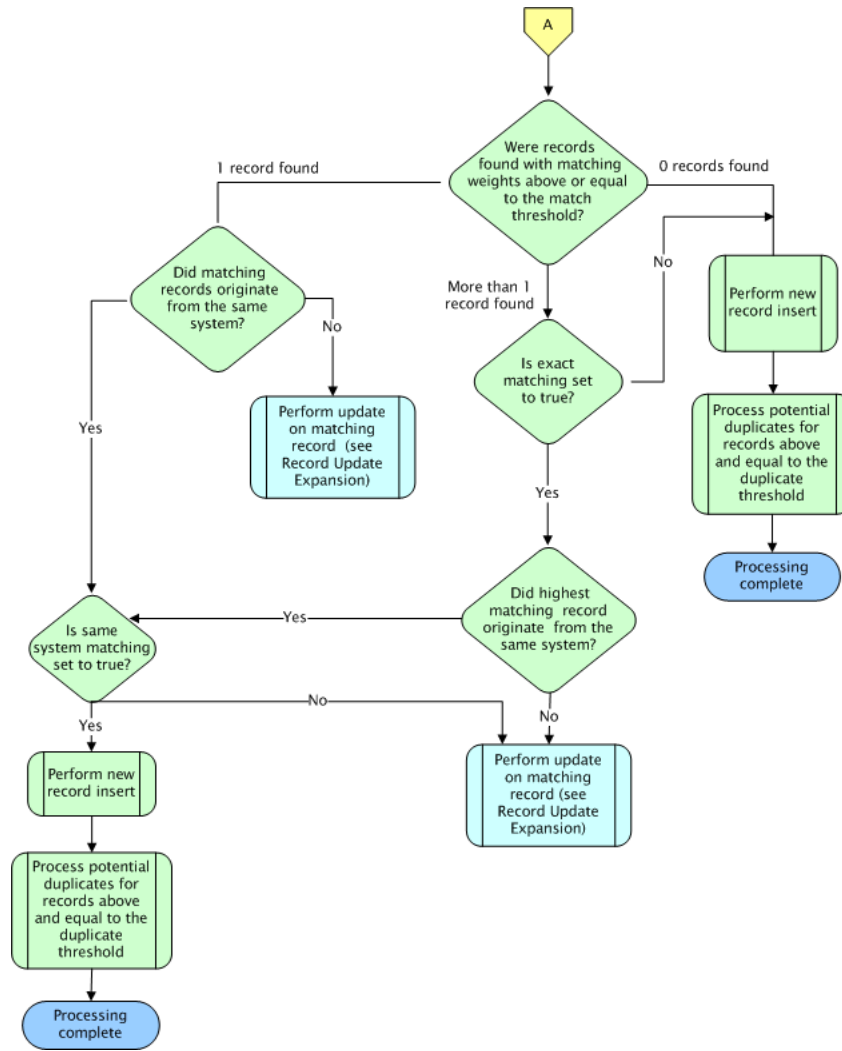 A
Were records
found with matching
weights above or equal
to the match
threshold?
1 record found
0 records found
Did matching
records originate
from the same
system?
No
More than 1
record found
No
Perform new
record insert
Is exact
matching set
to true?
Yes
Perform update
on matching
record (see
Record Update
Expansion)
Process potential
duplicates for
records above
and equal to the
duplicate
threshold
Yes
Processing
complete
Did highest
matching record
originate from the
same system?
Yes
Is same
system matching
set to true?
No
No
Yes
Perform new
record insert
Perform update
on matching
record (see
Record Update
Expansion)
Process potential
duplicates for
records above
and equal to the
duplicate
threshold
Processing
complete